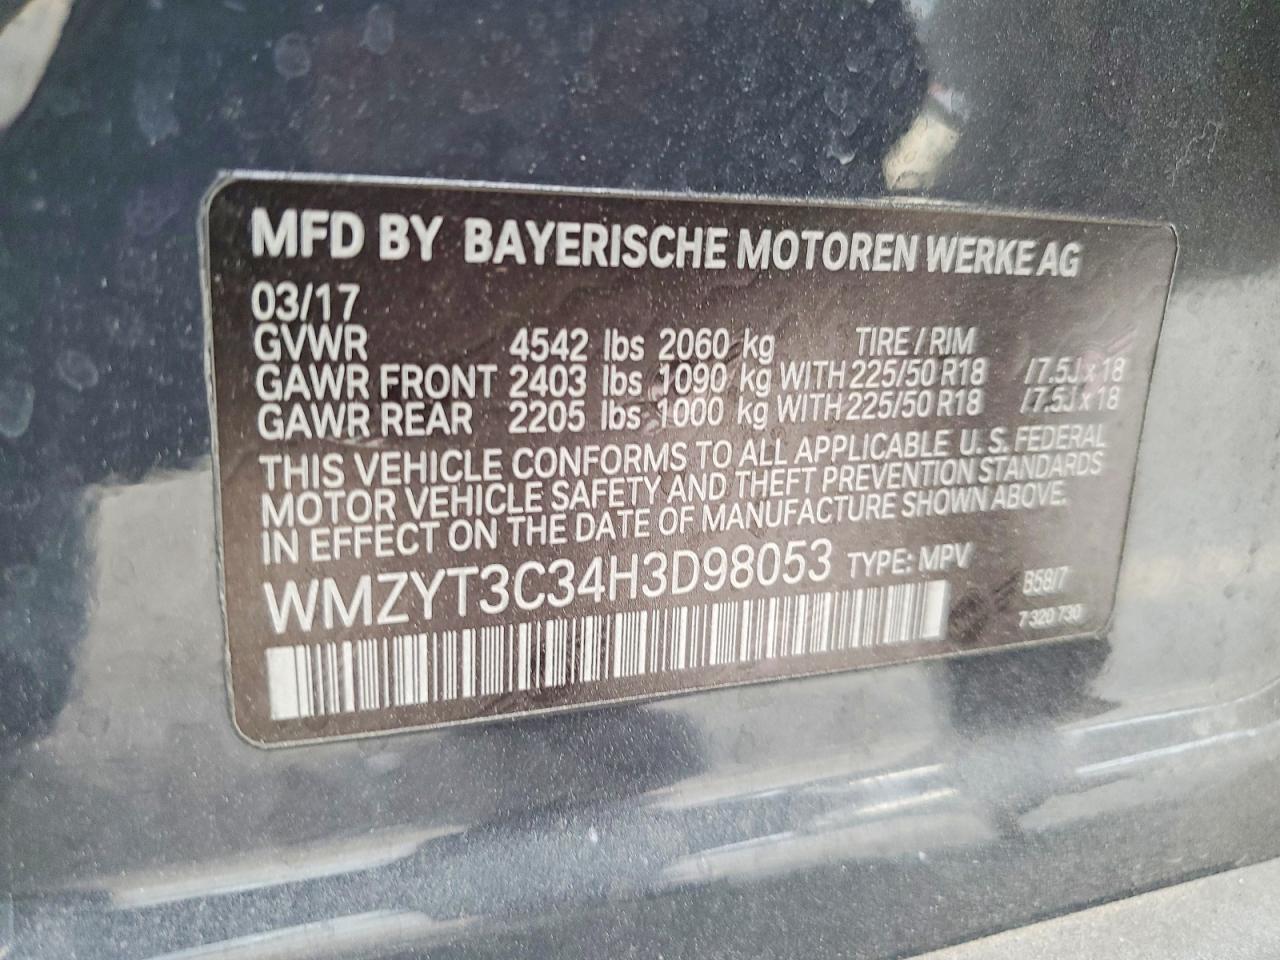 MFD BY BAYERISCHE MOTOREN WERKE AG
03/17
GVWR 4542 lbs 2060 kg TIRE / RIM
GAWR FRONT 2403 lbs 1090 kg WITH 225/50 R18 /7.5J x 18
GAWR REAR 2205 lbs 1000 kg WITH 225/50 R18 /7.5J x 18
THIS VEHICLE CONFORMS TO ALL APPLICABLE U. S. FEDERAL
MOTOR VEHICLE SAFETY AND THEFT PREVENTION STANDARDS
IN EFFECT ON THE DATE OF MANUFACTURE SHOWN ABOVE.
WMZYT3C34H3D98053 TYPE: MPV
B58/7
7 320 730